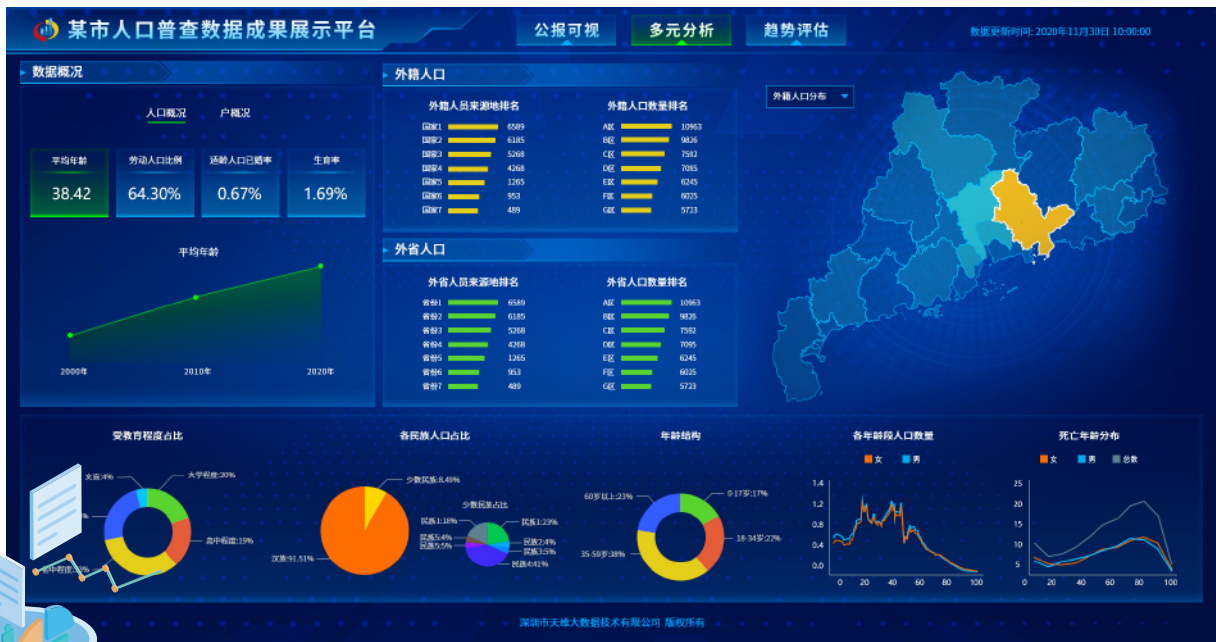 某市人口普查数据成果展示平台
公报可视
多元分析
趋势评估
数据更新时间: 2020年11月30日 10:00:00
数据概况
人口概况 户概况
平均年龄 劳动人口比例 适龄人口已婚率 生育率
38.42 64.30% 0.67% 1.69%
平均年龄
2000年 2010年 2020年
外籍人口
外籍人员来源地排名
国家1 6589
国家2 6185
国家3 5268
国家4 4268
国家5 1265
国家6 953
国家7 489
外籍人口数量排名
A区 10963
B区 9826
C区 7592
D区 7095
E区 6245
F区 6025
G区 5723
外省人口
外省人员来源地排名
省份1 6589
省份2 6185
省份3 5268
省份4 4268
省份5 1265
省份6 953
省份7 489
外省人口数量排名
A区 10963
B区 9826
C区 7592
D区 7095
E区 6245
F区 6025
G区 5723
外籍人口分布
受教育程度占比
文盲:4%
大学程度:20%
高中程度:19%
各民族人口占比
少数民族:8.49%
汉族:91.51%
少数民族占比
民族1:18%
民族1:23%
民族5:4%
民族5:5%
民族2:4%
民族3:5%
民族4:41%
年龄结构
60岁以上:23%
0-17岁:17%
18-34岁:22%
35-59岁:38%
各年龄段人口数量
女 男
1.4
1.2
0.8
0.4
0.0
0 20 40 60 80 100
死亡年龄分布
女 男 总数
25
20
15
10
5
0 20 40 60 80 100
深圳市天维大数据技术有限公司 版权所有